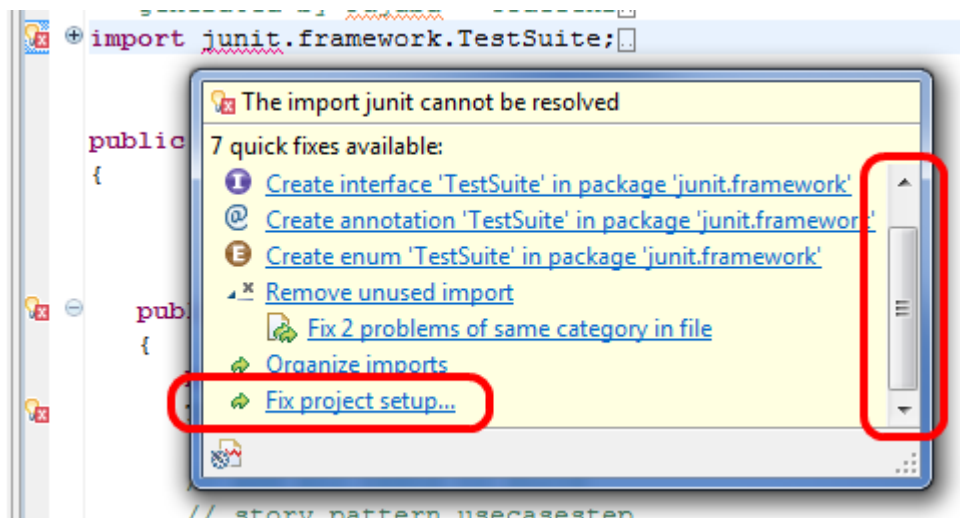 import junit.framework.TestSuite;
The import junit cannot be resolved
public
7 quick fixes available:
{
Create interface 'TestSuite' in package 'junit.framework'
Create annotation 'TestSuite' in package 'junit.framework'
Create enum 'TestSuite' in package 'junit.framework'
Remove unused import
publ
Fix 2 problems of same category in file
{
Organize imports
Fix project setup...
// story pattern usecasestep